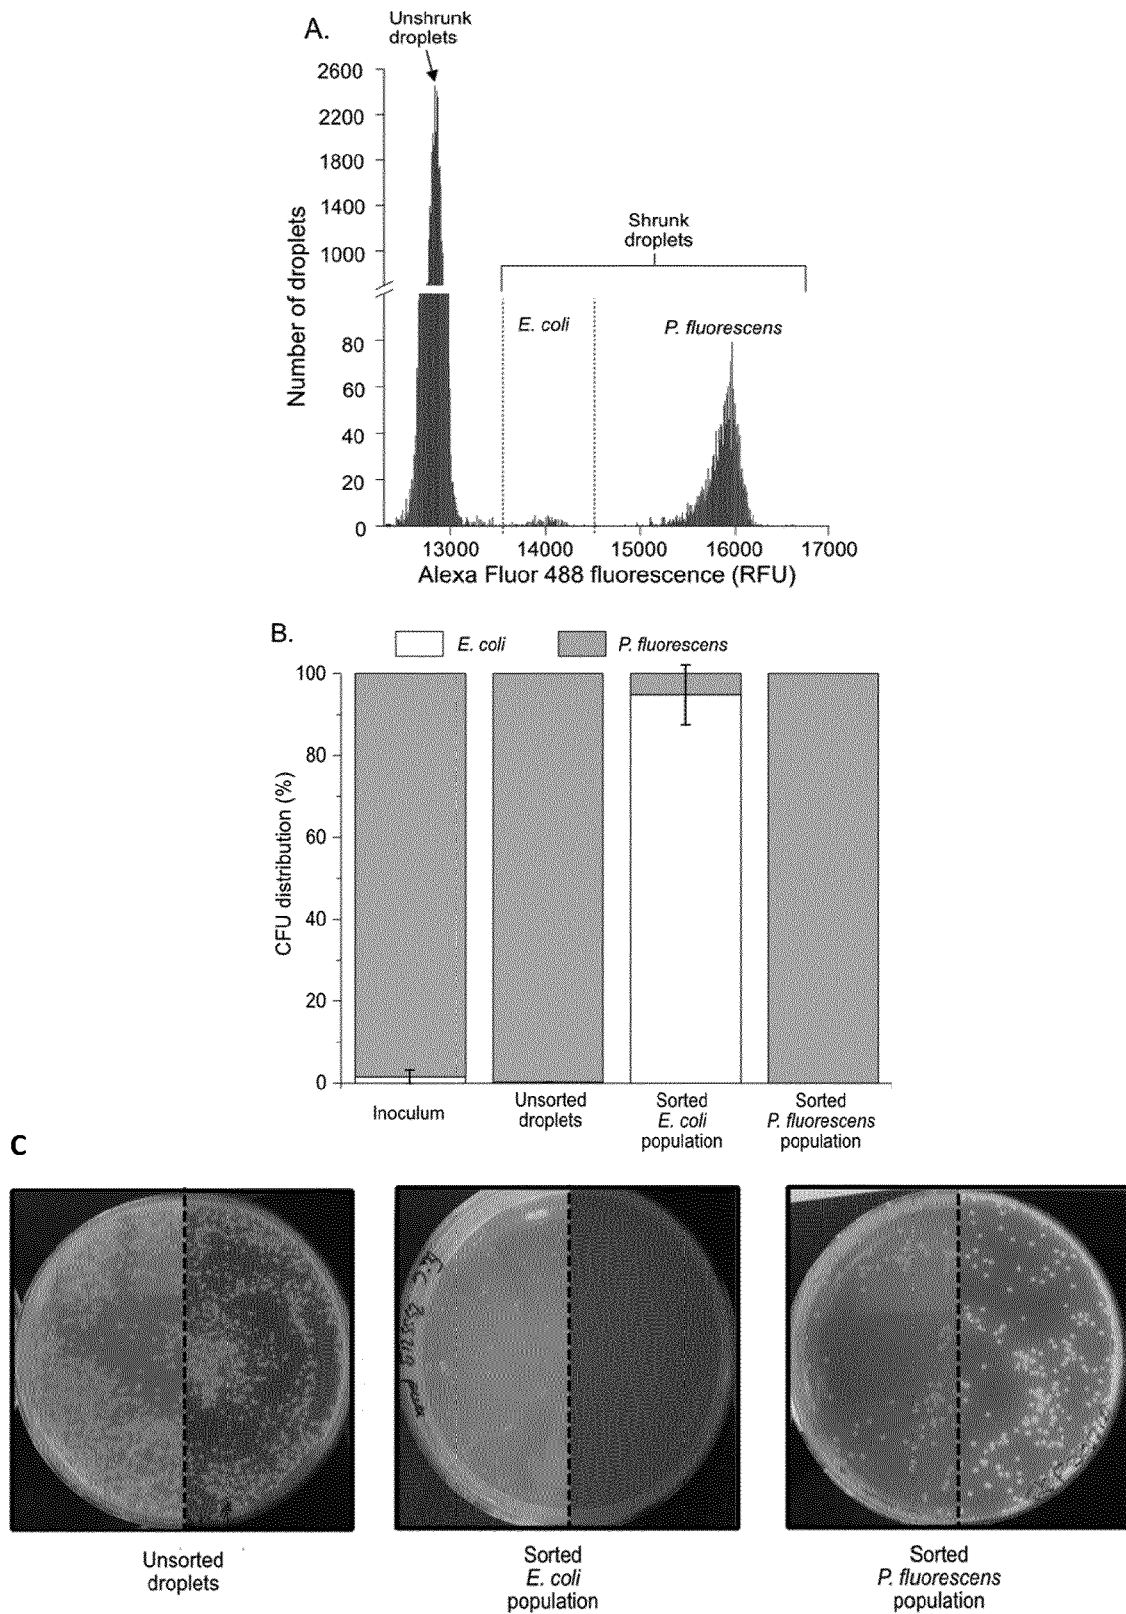 A.
Unshrunk
droplets
2600
2200
1800
1400
1000
80
60
40
20
0
Number of droplets
Shrunk
droplets
E. coli
P. fluorescens
13000 14000 15000 16000 17000
Alexa Fluor 488 fluorescence (RFU)
B.
E. coli P. fluorescens
100
80
60
40
20
0
CFU distribution (%)
Inoculum
Unsorted
droplets
Sorted
E. coli
population
Sorted
P. fluorescens
population
C
Unsorted
droplets
Sorted
E. coli
population
Sorted
P. fluorescens
population